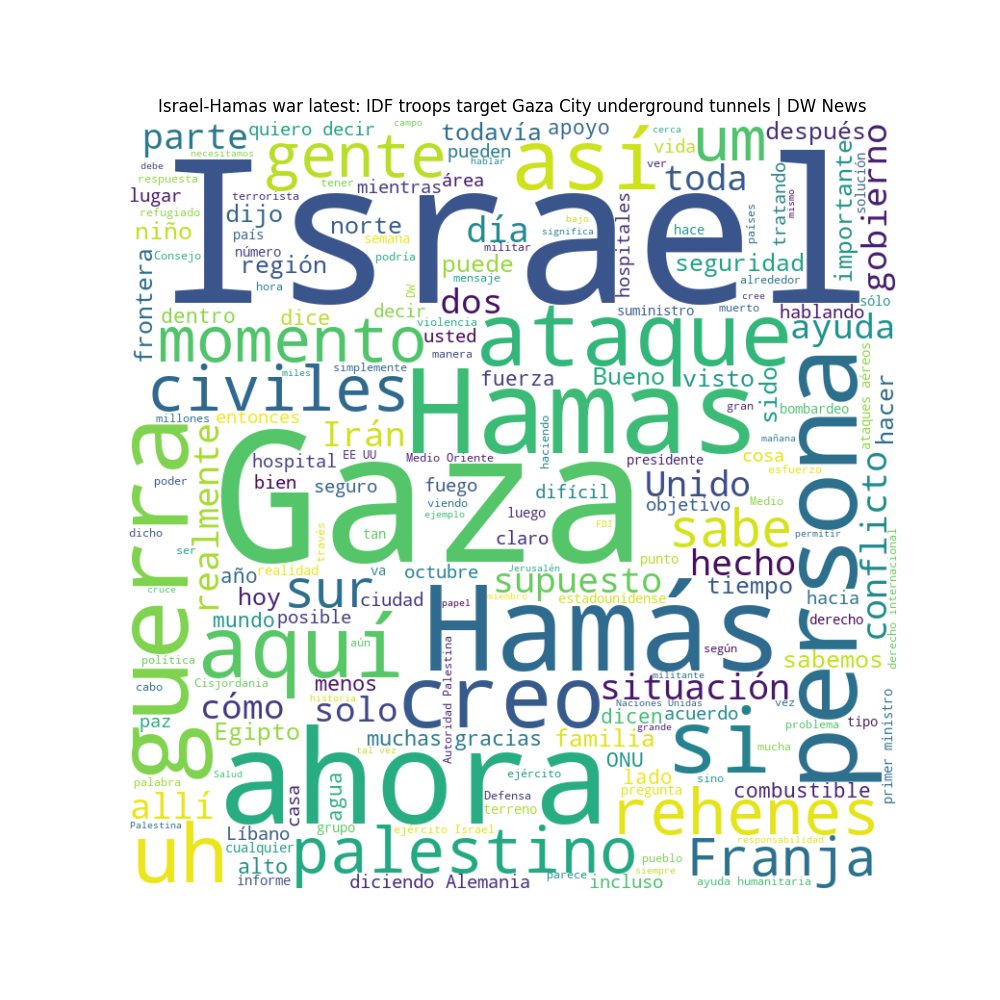 Israel-Hamas war latest: IDF troops target Gaza City underground tunnels | DW News
parte
quiero decir
campo
todavía
apoyo
cerca
um
después
necesitamos
gente
pueden
hablar
así
vida
ver
importante
solución
gobierno
debe
respuesta
tener
mientras
área
toda
tratando
mismo
lugar
terrorista
Israel
refugiado
dijo
norte
día
bajo
hospitales
hace
países
niño
país
semana
militar
significa
Consejo
número
región
podría
puede
seguridad
frontera
hora
DW
mensaje
alrededor
dos
cree
sólo
dentro
dice
decir
violencia
suministro
muerto
hablando
momento
usted
ataque
ayuda
manera
civiles
miles
simplemente
Hamas
fuerza
Bueno
visto
sido
persona
ataques aéreos
hacer
millones
entonces
gran
bombardeo
guerra
realmente
Irán
haciendo
mañana
hospital
EE UU
Medio Oriente
presidente
cosa
esfuerzo
poder
bien
seguro
Gaza
fuego
viendo
difícil
Unido
objetivo
Medio
conflicto
ejemplo
luego
dicho
través
tan
claro
FDI
sabe
permitir
ser
año
realidad
va
octubre
Jerusalén
punto
hecho
derecho internacional
cruce
hoy
sur
ciudad
papel
miembro
supuesto
estadounidense
tiempo
hacia
mundo
posible
derecho
aquí
aún
Hamás
según
sabemos
política
cabo
Cisjordania
menos
Autoridad Palestina
militante
situación
historia
creo
Naciones Unidas
vez
primer ministro
paz
cómo
solo
dicen
acuerdo
grande
si
problema
tipo
Egipto
muchas gracias
familia
tal vez
mucha
palabra
Salud
ahora
ejército
ONU
sino
lado
pregunta
combustible
allí
casa
agua
Defensa
terreno
rehenes
Palestina
Líbano
grupo
ejército Israel
responsabilidad
uh
cualquier
palestino
pueblo
Franja
alto
parece
siempre
informe
diciendo
Alemania
incluso
ayuda humanitaria